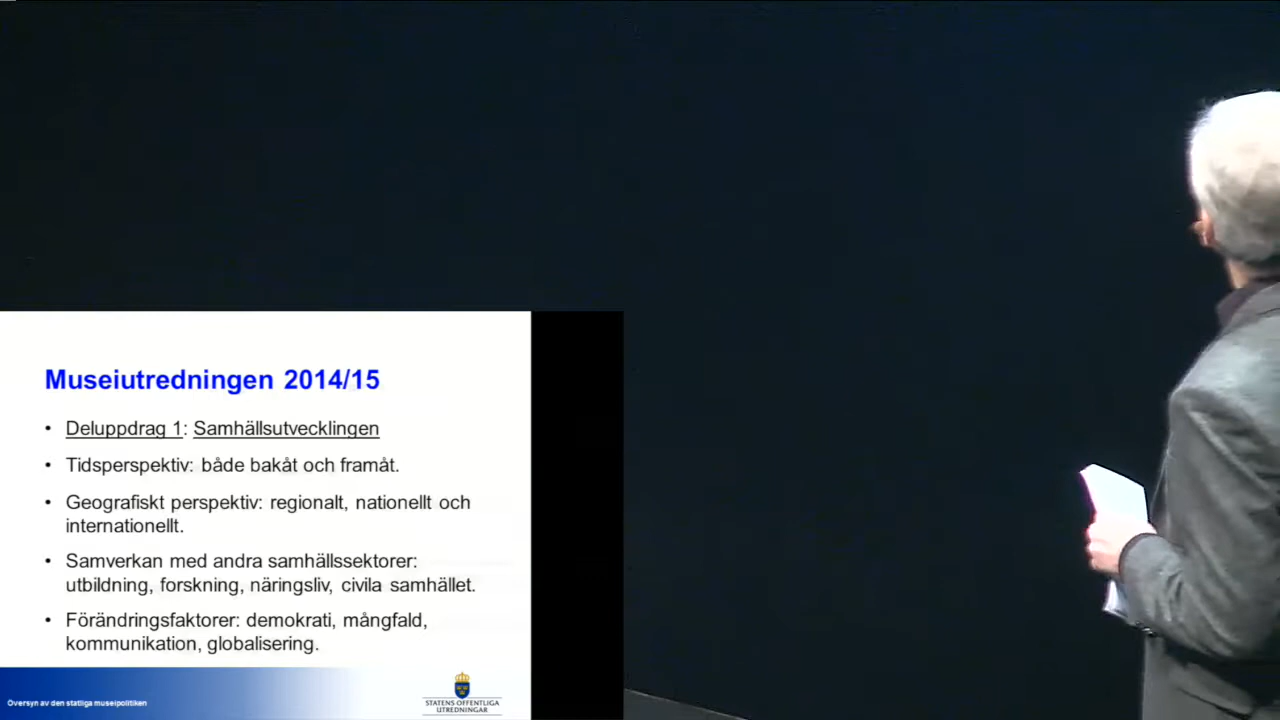 Museiutredningen 2014/15
• Deluppdrag 1: Samhällsutvecklingen
• Tidsperspektiv: både bakåt och framåt.
• Geografiskt perspektiv: regionalt, nationellt och
internationellt.
• Samverkan med andra samhällssektorer:
utbildning, forskning, näringsliv, civila samhället.
• Förändringsfaktorer: demokrati, mångfald,
kommunikation, globalisering.
Översyn av den statliga museipolitiken
STATENS OFFENTLIGA
UTREDNINGAR